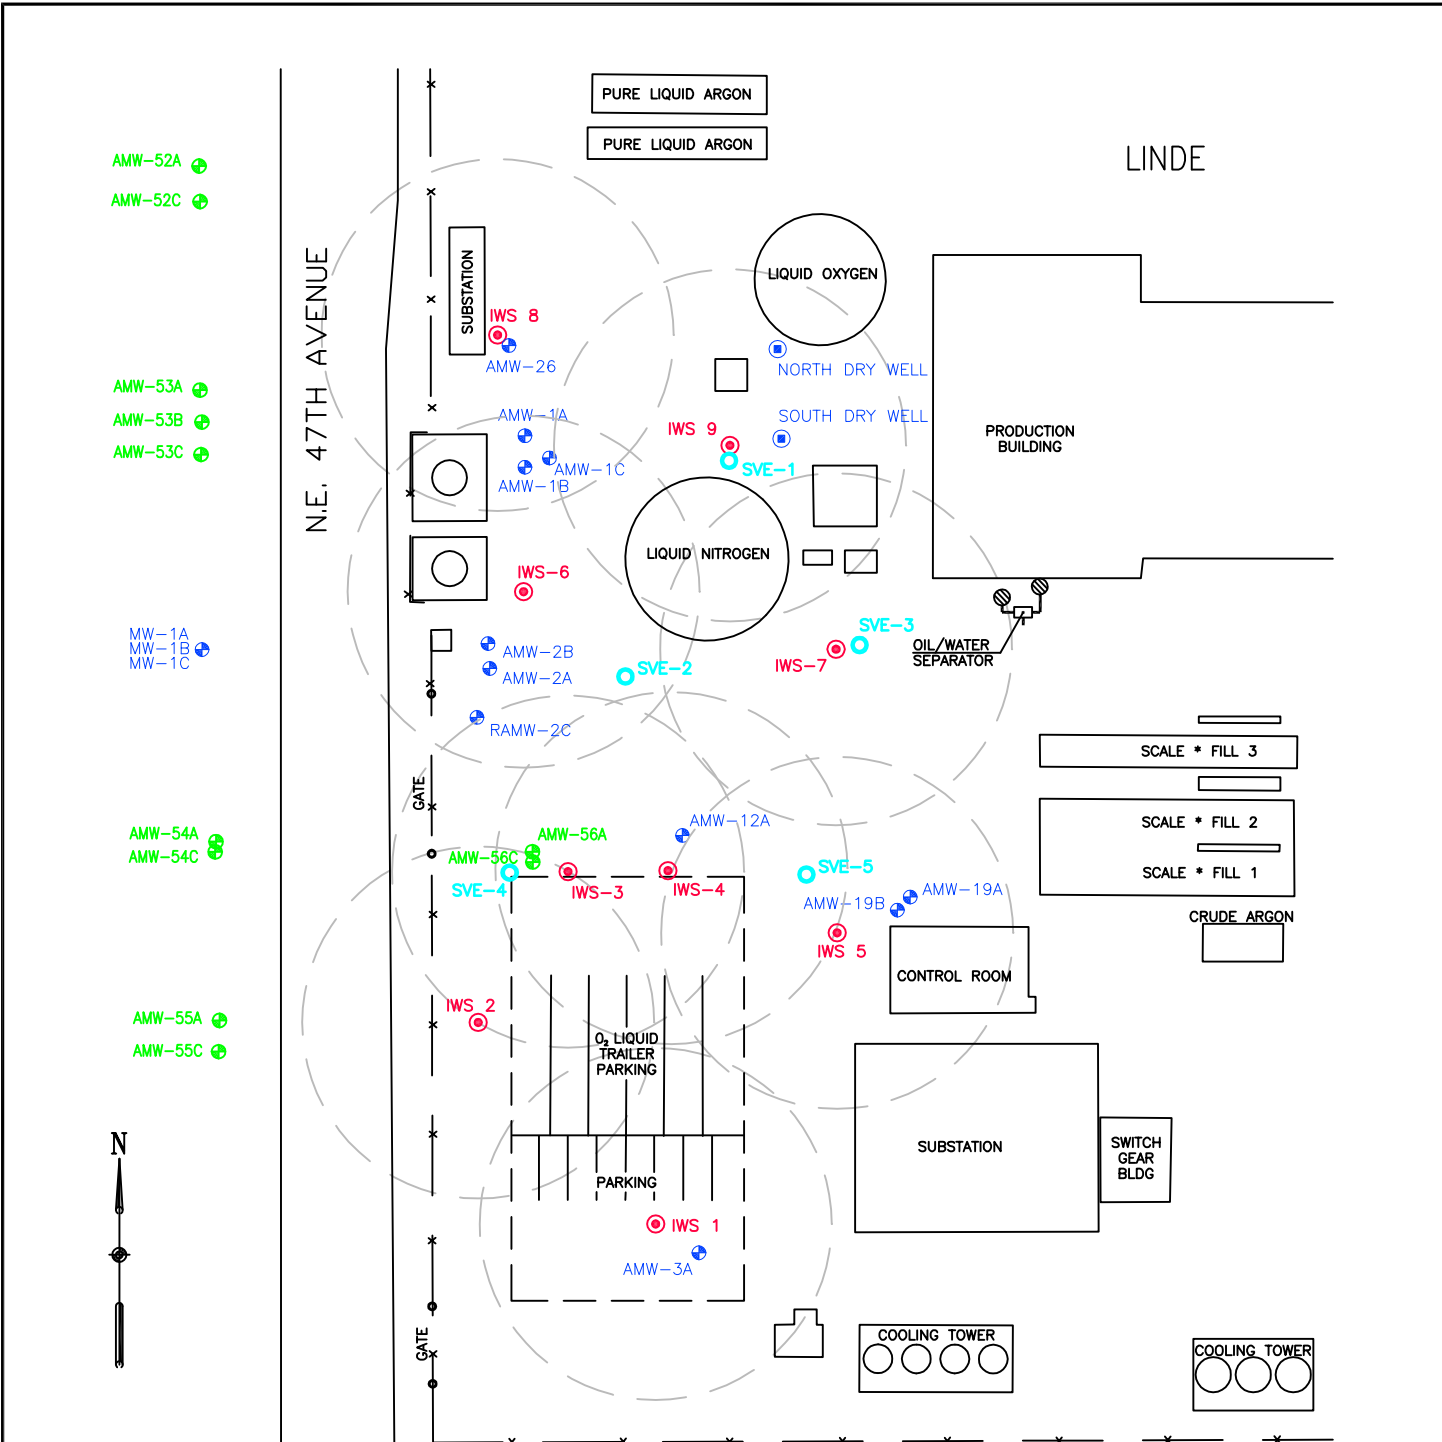 PURE LIQUID ARGON
PURE LIQUID ARGON
LINDE
AMW-52A
AMW-52C
N.E. 47TH AVENUE
SUBSTATION
LIQUID OXYGEN
IWS 8
AMW-26
NORTH DRY WELL
AMW-53A
AMW-53B
AMW-53C
AMW-1A
AMW-1C
AMW-1B
IWS 9
SOUTH DRY WELL
SVE-1
PRODUCTION
BUILDING
LIQUID NITROGEN
IWS-6
MW-1A
MW-1B
MW-1C
AMW-2B
AMW-2A
RAMW-2C
SVE-2
SVE-3
IWS-7
OIL/WATER
SEPARATOR
SCALE * FILL 3
SCALE * FILL 2
SCALE * FILL 1
GATE
AMW-54A
AMW-54C
AMW-56A
AMW-56C
AMW-12A
SVE-4
IWS-3
IWS-4
SVE-5
AMW-19A
AMW-19B
IWS 5
CRUDE ARGON
CONTROL ROOM
IWS 2
AMW-55A
AMW-55C
O₂ LIQUID
TRAILER
PARKING
N
SUBSTATION
SWITCH
GEAR
BLDG
PARKING
IWS 1
AMW-3A
GATE
COOLING TOWER
COOLING TOWER